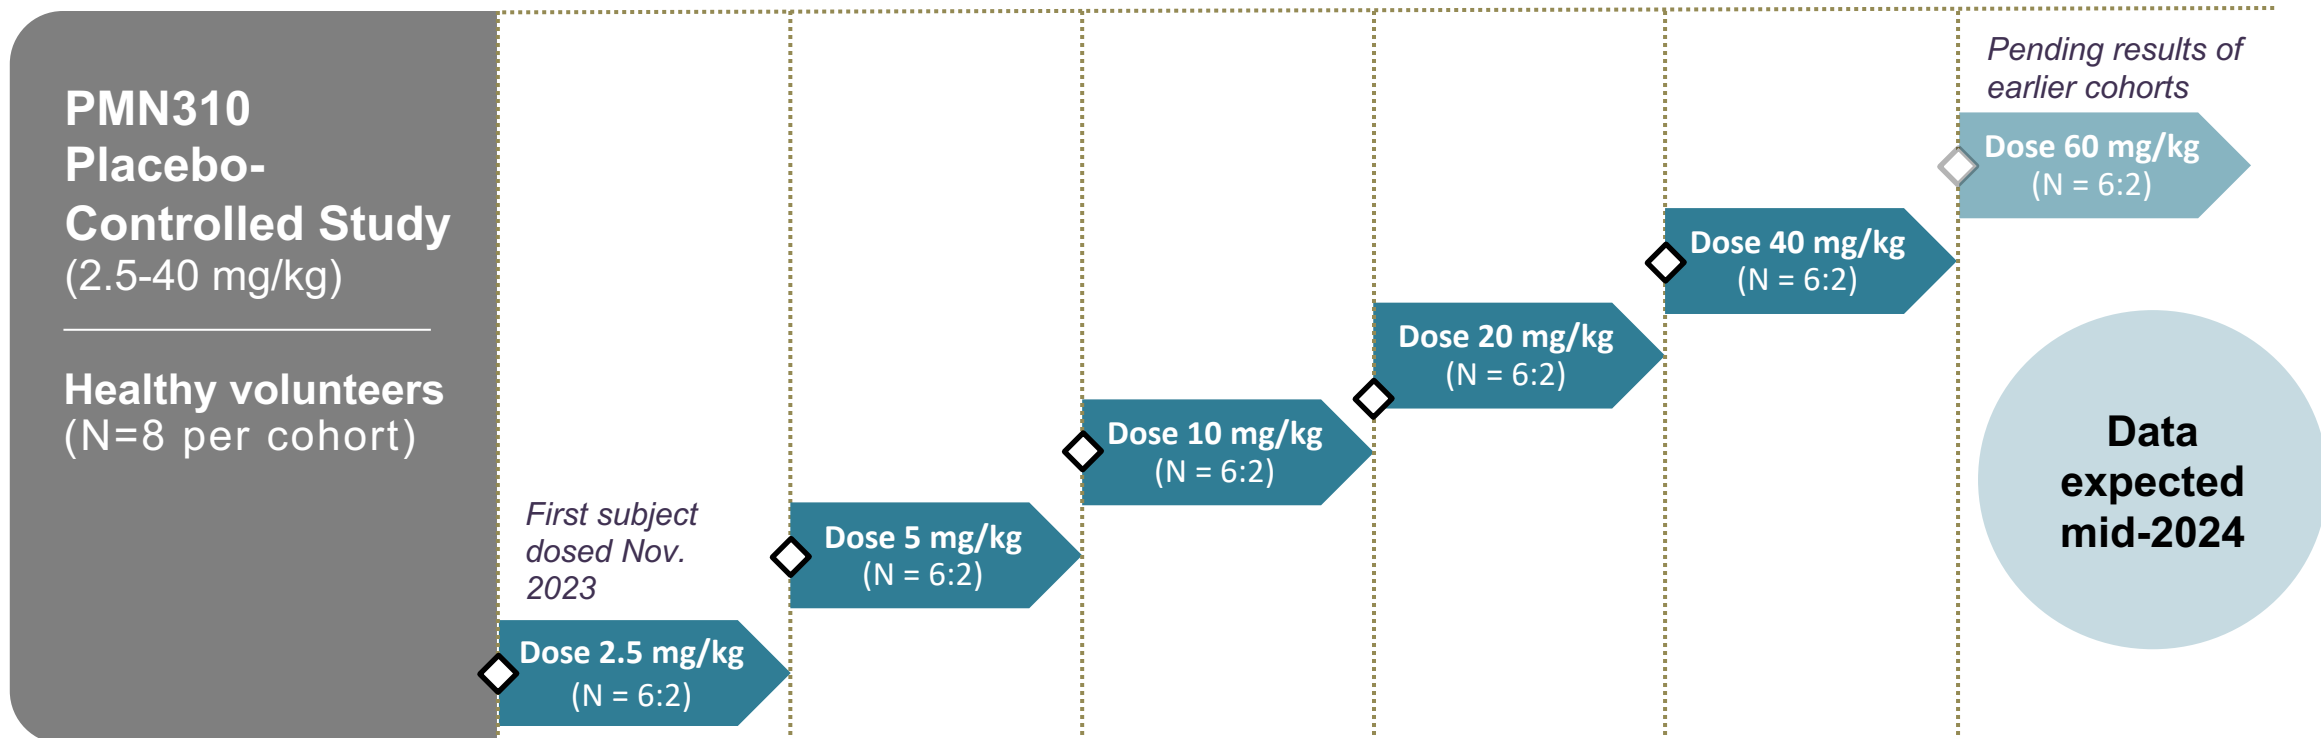 PMN310
Placebo-
Controlled Study
(2.5-40 mg/kg)
Healthy volunteers
(N=8 per cohort)
First subject
dosed Nov.
2023
Dose 2.5 mg/kg
(N = 6:2)
Dose 5 mg/kg
(N = 6:2)
Dose 10 mg/kg
(N = 6:2)
Dose 20 mg/kg
(N = 6:2)
Dose 40 mg/kg
(N = 6:2)
Pending results of
earlier cohorts
Dose 60 mg/kg
(N = 6:2)
Data
expected
mid-2024